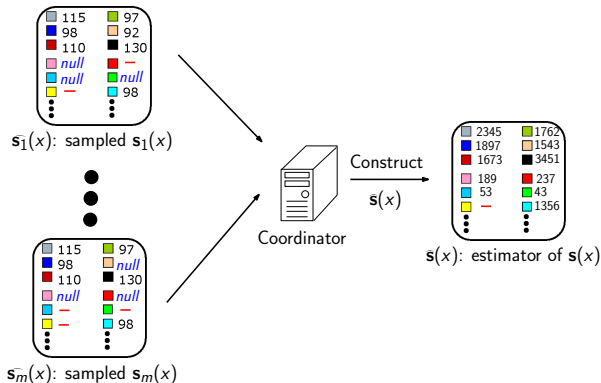 115 97
98 92
110 130
null —
null null
— 98
s̃₁(x): sampled s₁(x)
Construct
s̃(x)
Coordinator
2345 1762
1897 1543
1673 3451
189 237
53 43
— 1356
s̃(x): estimator of s(x)
115 97
98 null
110 130
null null
— —
— 98
s̃ₘ(x): sampled sₘ(x)